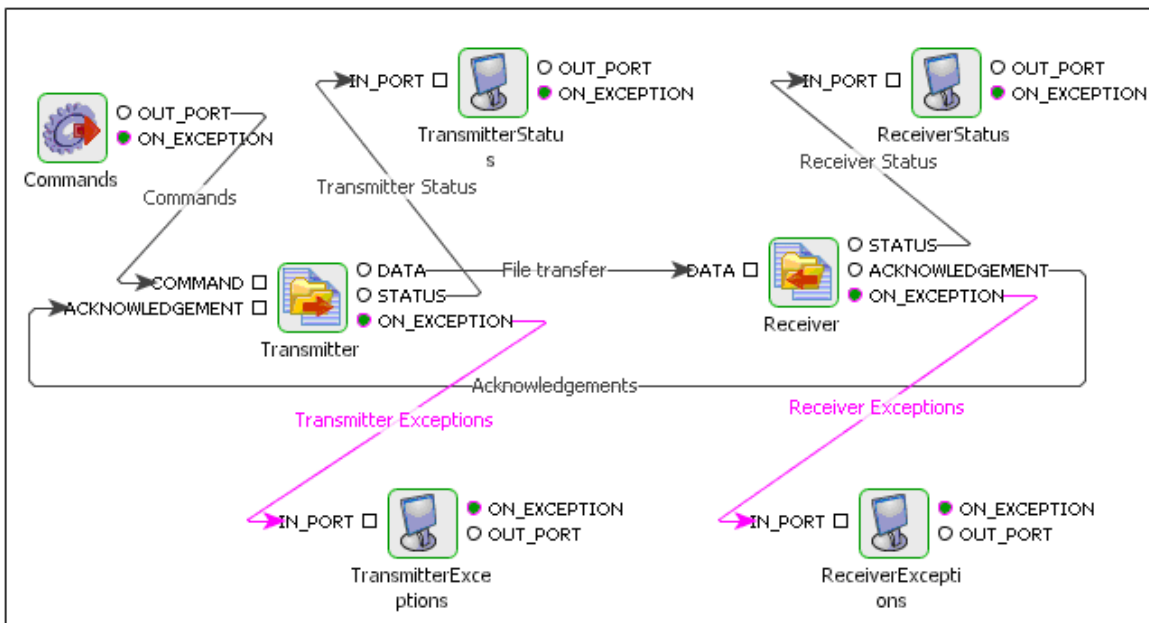 IN_PORT
OUT_PORT
ON_EXCEPTION
TransmitterStatu
s
IN_PORT
OUT_PORT
ON_EXCEPTION
ReceiverStatus
OUT_PORT
ON_EXCEPTION
Commands
Commands
Transmitter Status
Receiver Status
COMMAND
ACKNOWLEDGEMENT
DATA
STATUS
ON_EXCEPTION
Transmitter
File transfer
DATA
STATUS
ACKNOWLEDGEMENT
ON_EXCEPTION
Receiver
Acknowledgements
Transmitter Exceptions
Receiver Exceptions
IN_PORT
ON_EXCEPTION
OUT_PORT
TransmitterExce
ptions
IN_PORT
ON_EXCEPTION
OUT_PORT
ReceiverExcepti
ons